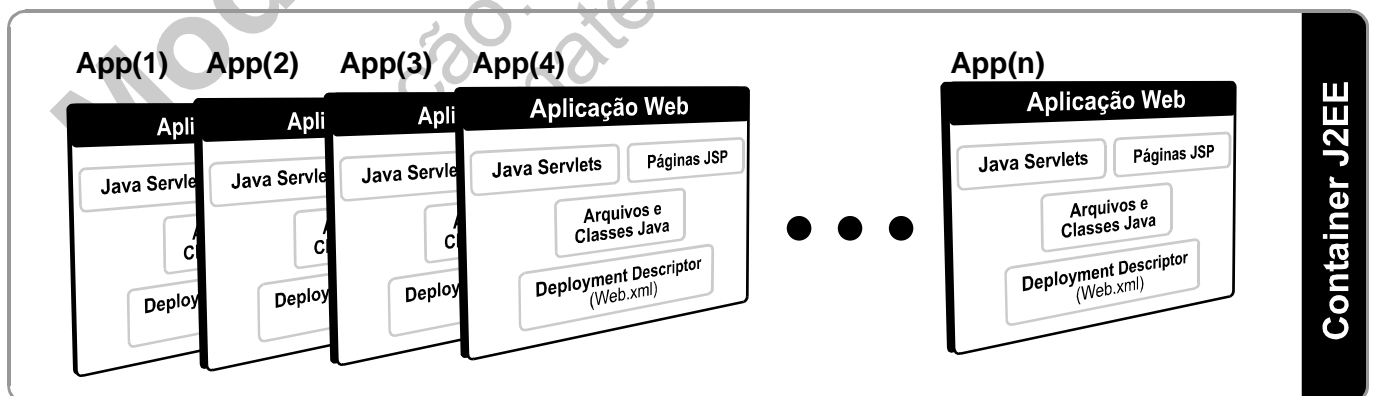 App(1) App(2) App(3) App(4) App(n)
Apli
Java Servle
Deploy
Apli
Java Servle
Deploy
Apli
Java Servle
Deploy
Aplicação Web
Java Servlets Páginas JSP
Arquivos e
Classes Java
Deployment Descriptor
(Web.xml)
Aplicação Web
Java Servlets Páginas JSP
Arquivos e
Classes Java
Deployment Descriptor
(Web.xml)
Container J2EE